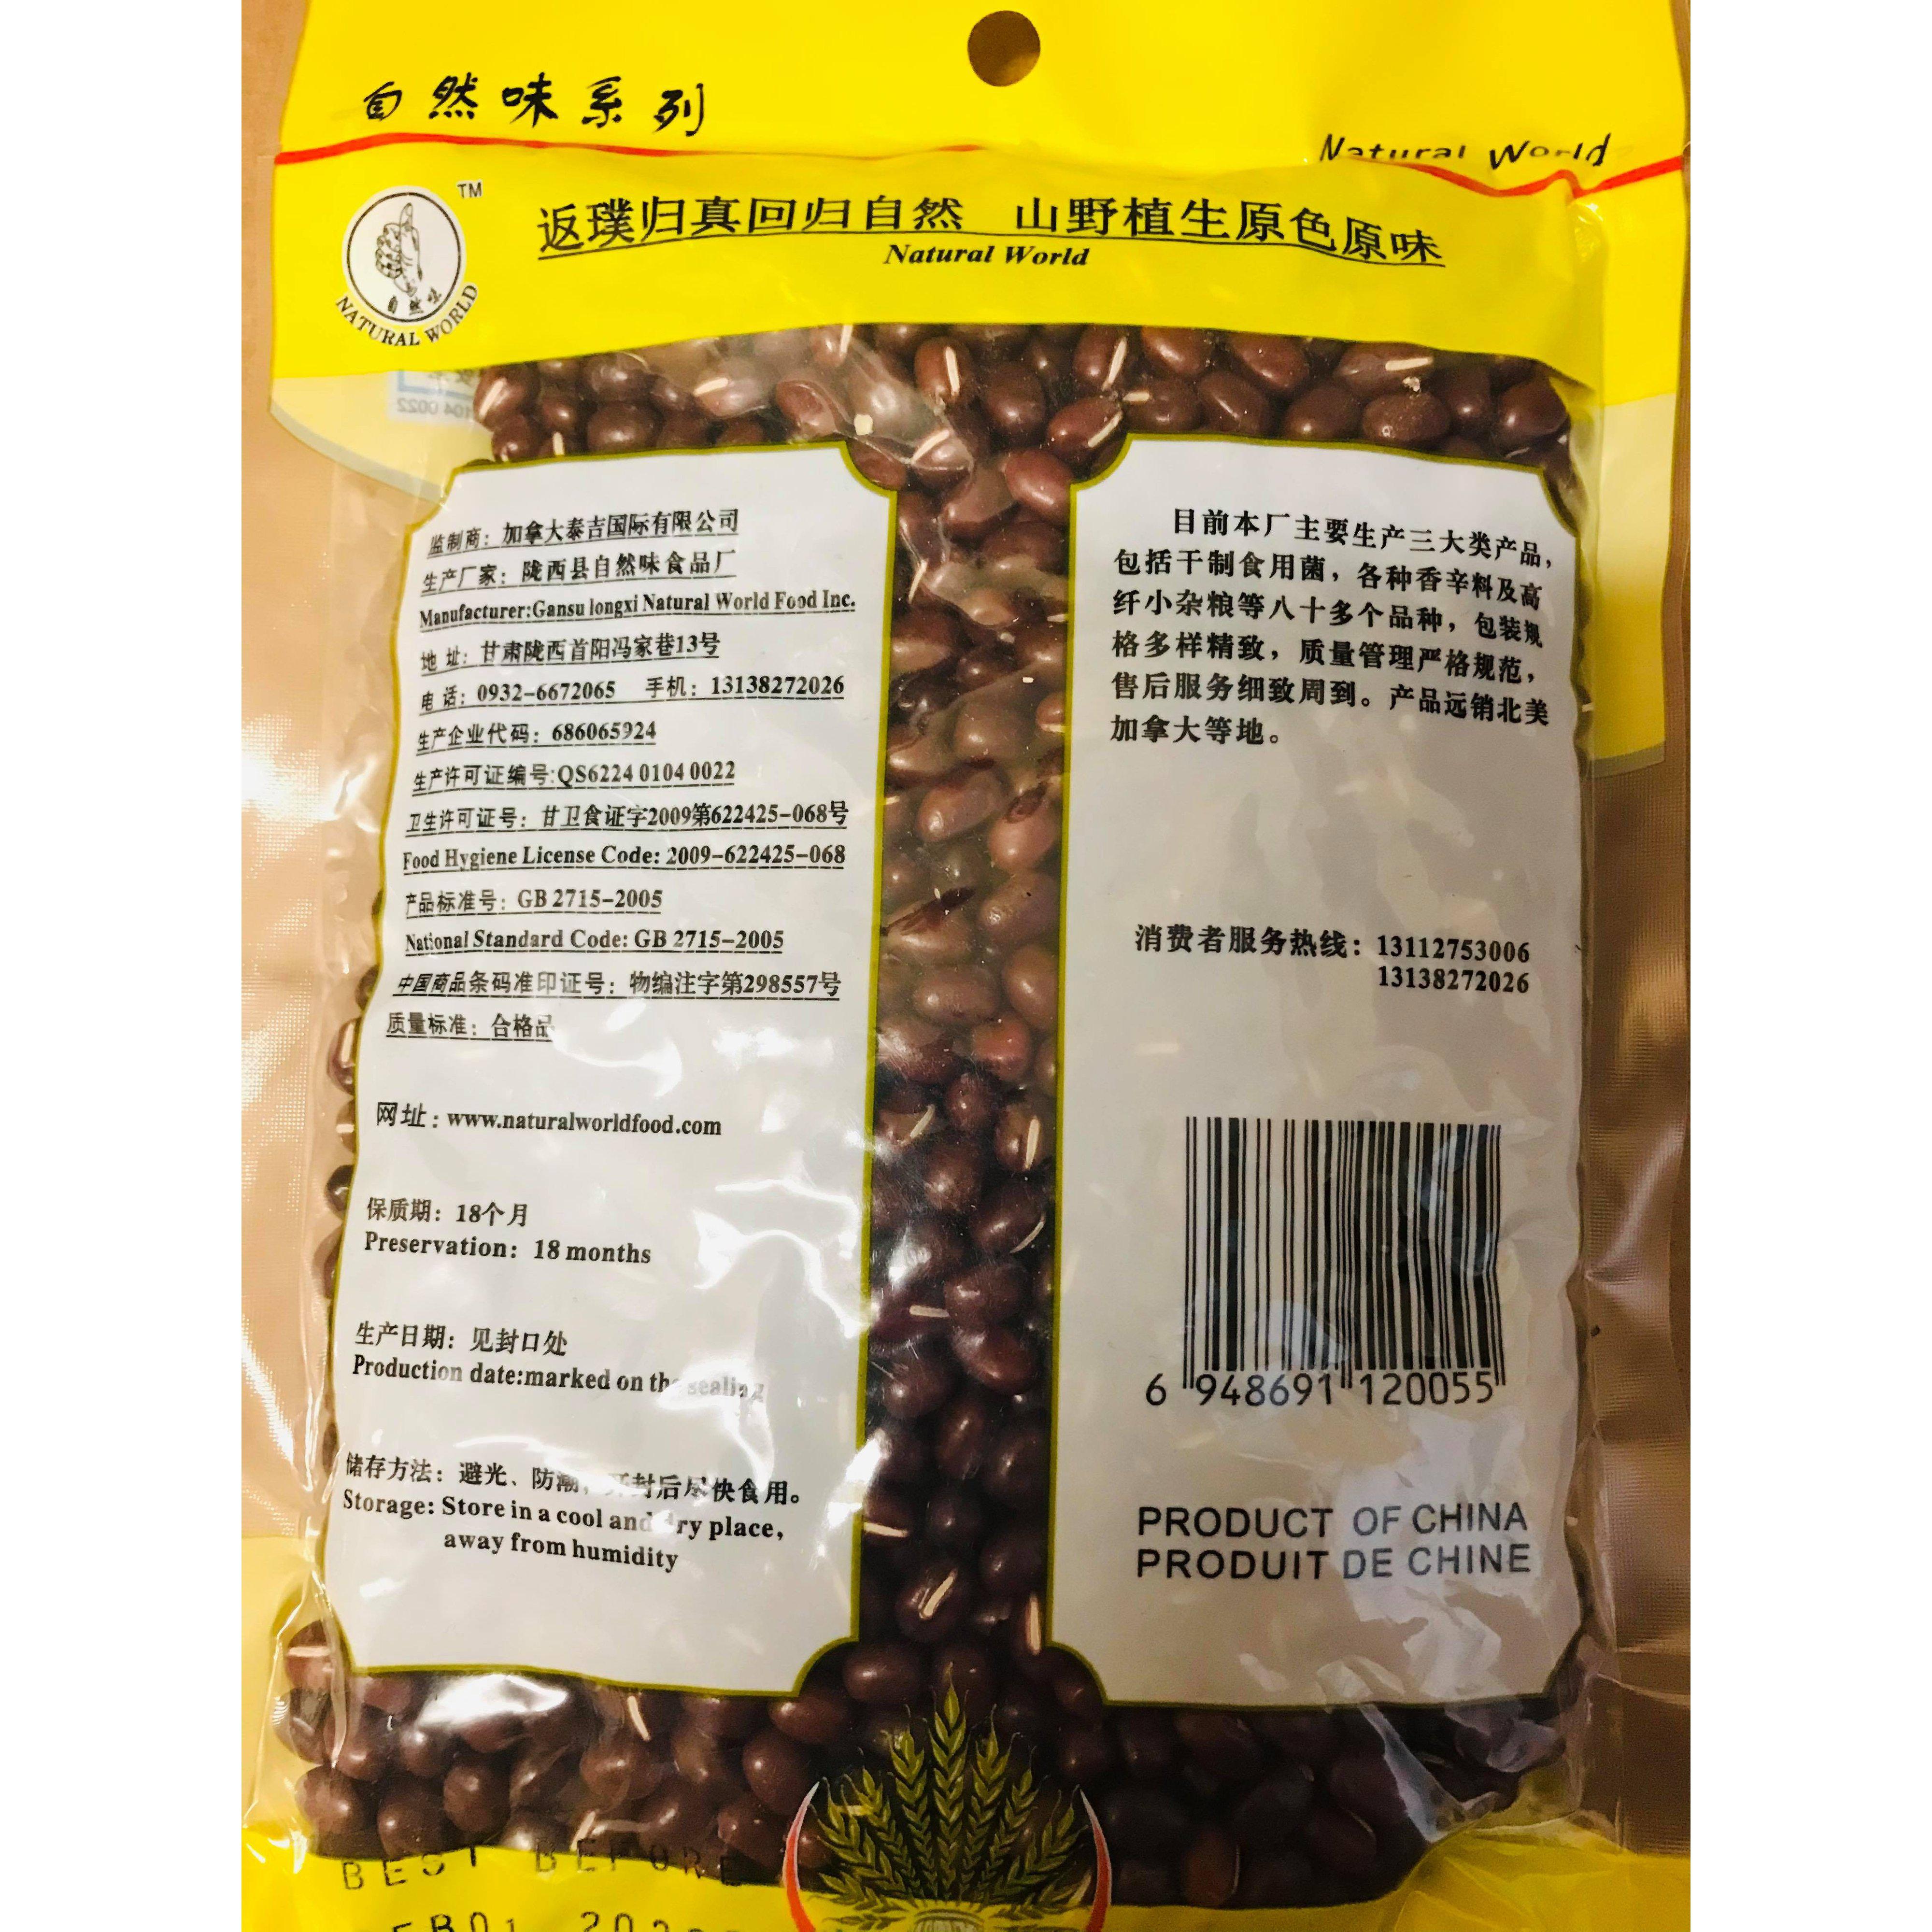 自然味系列
Natural World
TM
返璞归真回归自然 山野植生原色原味
Natural World
自然味
NATURAL WORLD
监制商：加拿大泰吉国际有限公司
生产厂家：陇西县自然味食品厂
Manufacturer:Gansu longxi Natural World Food Inc.
地 址：甘肃陇西首阳冯家巷13号
电 话：0932-6672065 手机：13138272026
生产企业代码：686065924
生产许可证编号:QS6224 0104 0022
卫生许可证号：甘卫食证字2009第622425-068号
Food Hygiene License Code: 2009-622425-068
产品标准号：GB 2715-2005
National Standard Code: GB 2715-2005
中国商品条码准印证号：物编注字第298557号
质量标准：合格品
网址：www.naturalworldfood.com
保质期：18个月
Preservation: 18 months
生产日期：见封口处
Production date:marked on the sealing
储存方法：避光、防潮，开封后尽快食用。
Storage: Store in a cool and dry place,
away from humidity
目前本厂主要生产三大类产品，
包括干制食用菌，各种香辛料及高
纤小杂粮等八十多个品种，包装规
格多样精致，质量管理严格规范，
售后服务细致周到。产品远销北美
加拿大等地。
消费者服务热线：13112753006
13138272026
6 948691 120055
PRODUCT OF CHINA
PRODUIT DE CHINE
BEST BEFORE